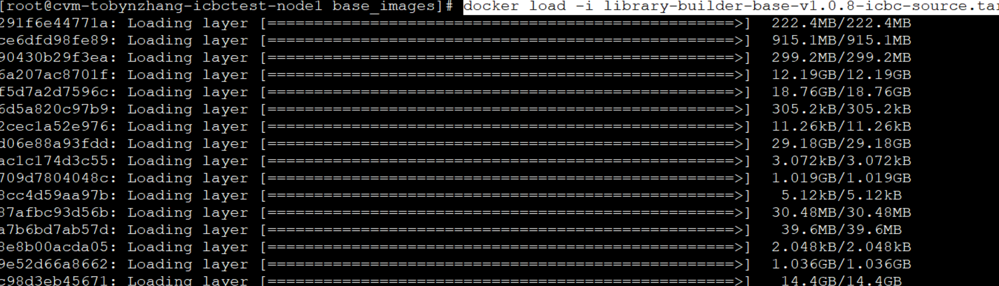 [root@cvm-tobynzhang-icbctest-node1 base_images]# docker load -i library-builder-base-v1.0.8-icbc-source.tar
291f6e44771a: Loading layer [==================================================>]  222.4MB/222.4MB
ce6dfd98fe89: Loading layer [==================================================>]  915.1MB/915.1MB
90430b29f3ea: Loading layer [==================================================>]  299.2MB/299.2MB
6a207ac8701f: Loading layer [==================================================>]  12.19GB/12.19GB
f5d7a2d7596c: Loading layer [==================================================>]  18.76GB/18.76GB
6d5a820c97b9: Loading layer [==================================================>]  305.2kB/305.2kB
2cec1a52e976: Loading layer [==================================================>]  11.26kB/11.26kB
d06e88a93fdd: Loading layer [==================================================>]  29.18GB/29.18GB
ac1c174d3c55: Loading layer [==================================================>]  3.072kB/3.072kB
709d7804048c: Loading layer [==================================================>]  1.019GB/1.019GB
8cc4d59aa97b: Loading layer [==================================================>]   5.12kB/5.12kB
87afbc93d56b: Loading layer [==================================================>]  30.48MB/30.48MB
a7b6bd7ab57d: Loading layer [==================================================>]   39.6MB/39.6MB
8e8b00acda05: Loading layer [==================================================>]  2.048kB/2.048kB
9e52d66a8662: Loading layer [==================================================>]  1.036GB/1.036GB
c98d3eb45671: Loading layer [==================================================>]   14.4GB/14.4GB